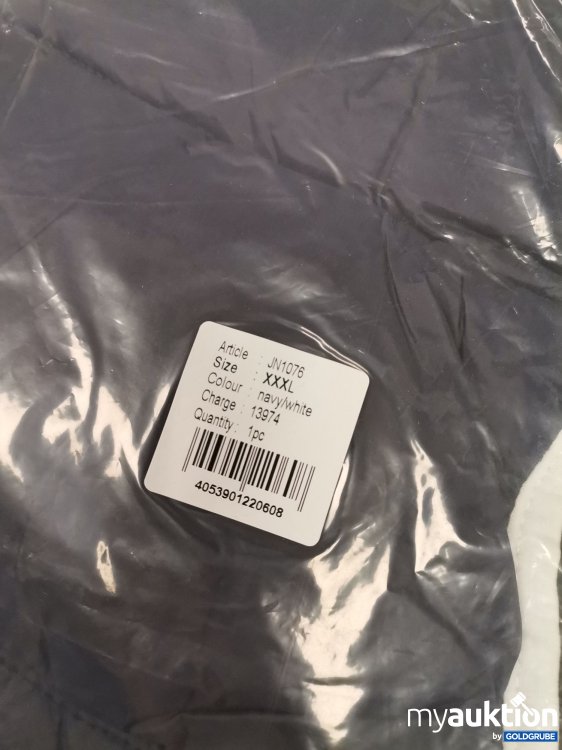 Article : JN1076
Size : XXXL
Colour : navy/white
Charge : 13974
Quantity : 1pc
4053901220608
myauktion
by GOLDGRUBE